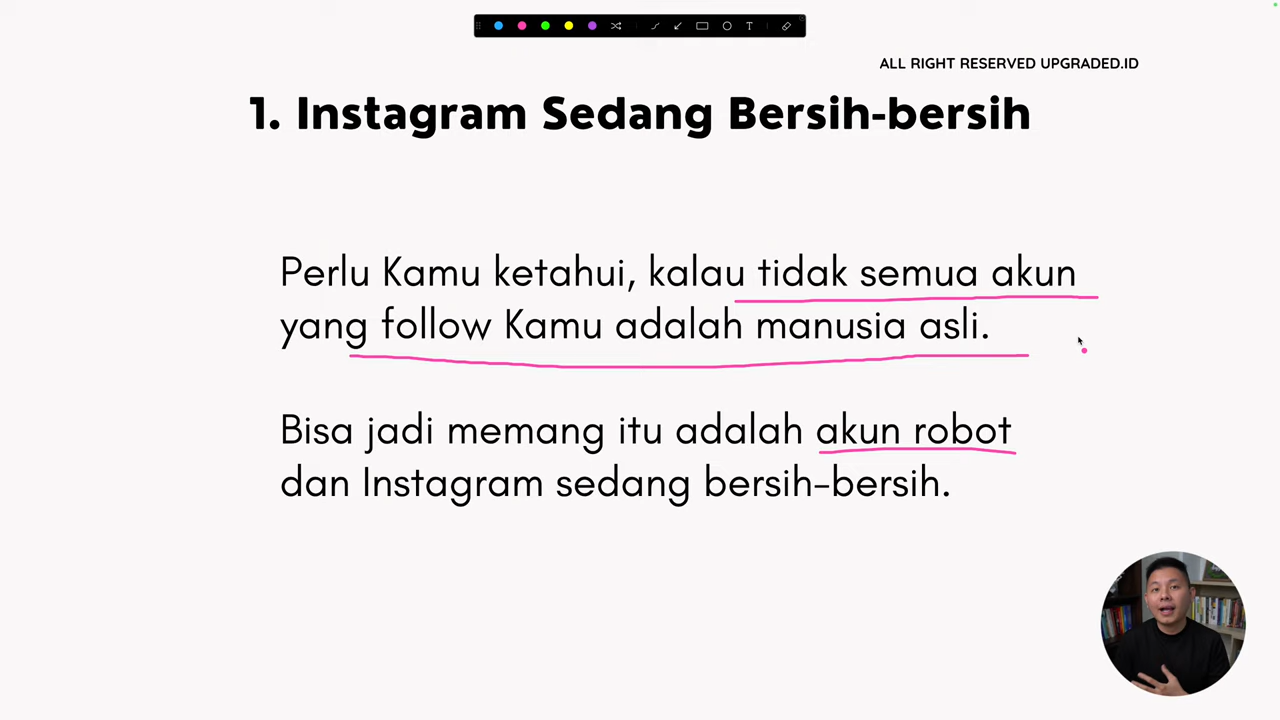 ALL RIGHT RESERVED UPGRADED.ID
1. Instagram Sedang Bersih-bersih
Perlu Kamu ketahui, kalau tidak semua akun
yang follow Kamu adalah manusia asli.
Bisa jadi memang itu adalah akun robot
dan Instagram sedang bersih-bersih.